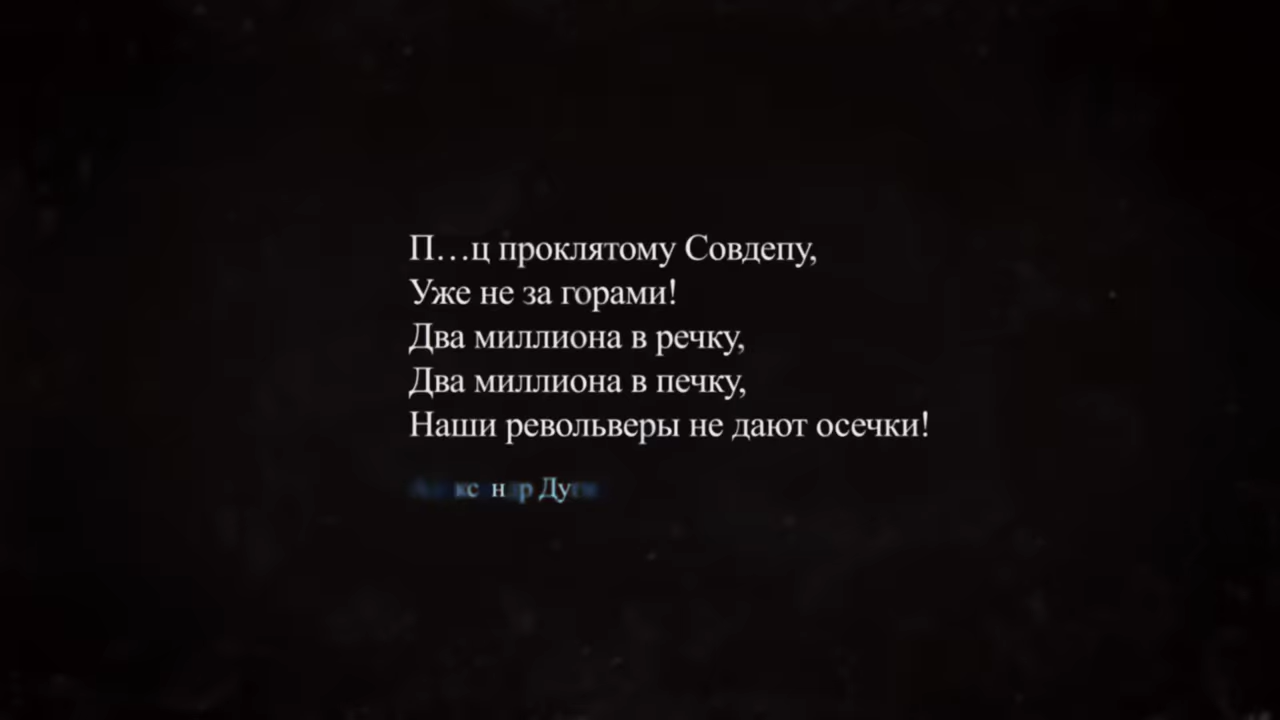 П…ц проклятому Совдепу,
Уже не за горами!
Два миллиона в речку,
Два миллиона в печку,
Наши револьверы не дают осечки!